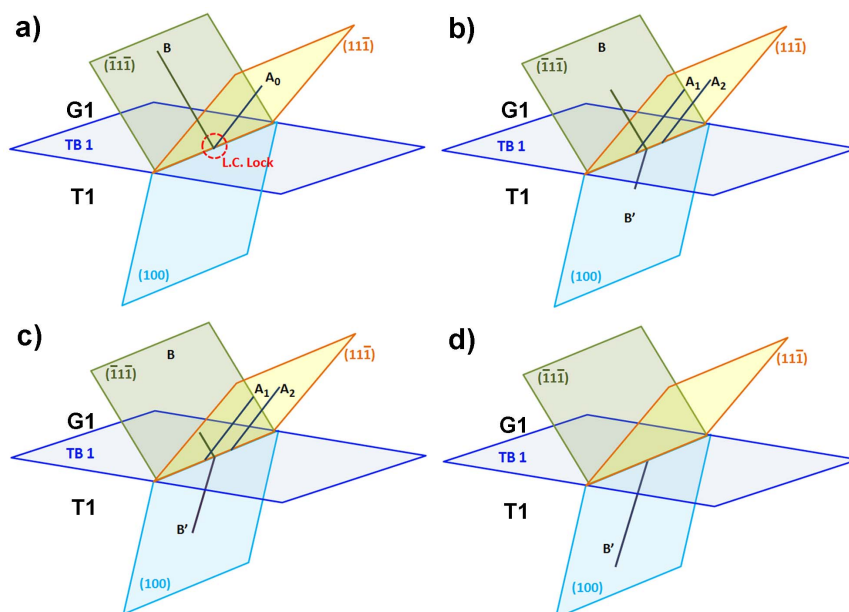 a)
B
(1̅11̅)
(111̅)
A0
G1
TB 1
L.C. Lock
T1
(100)
b)
B
(1̅11̅)
(111̅)
A1
A2
G1
TB 1
T1
B'
(100)
c)
B
(1̅11̅)
(111̅)
A1
A2
G1
TB 1
T1
B'
(100)
d)
(1̅11̅)
(111̅)
G1
TB 1
T1
B'
(100)